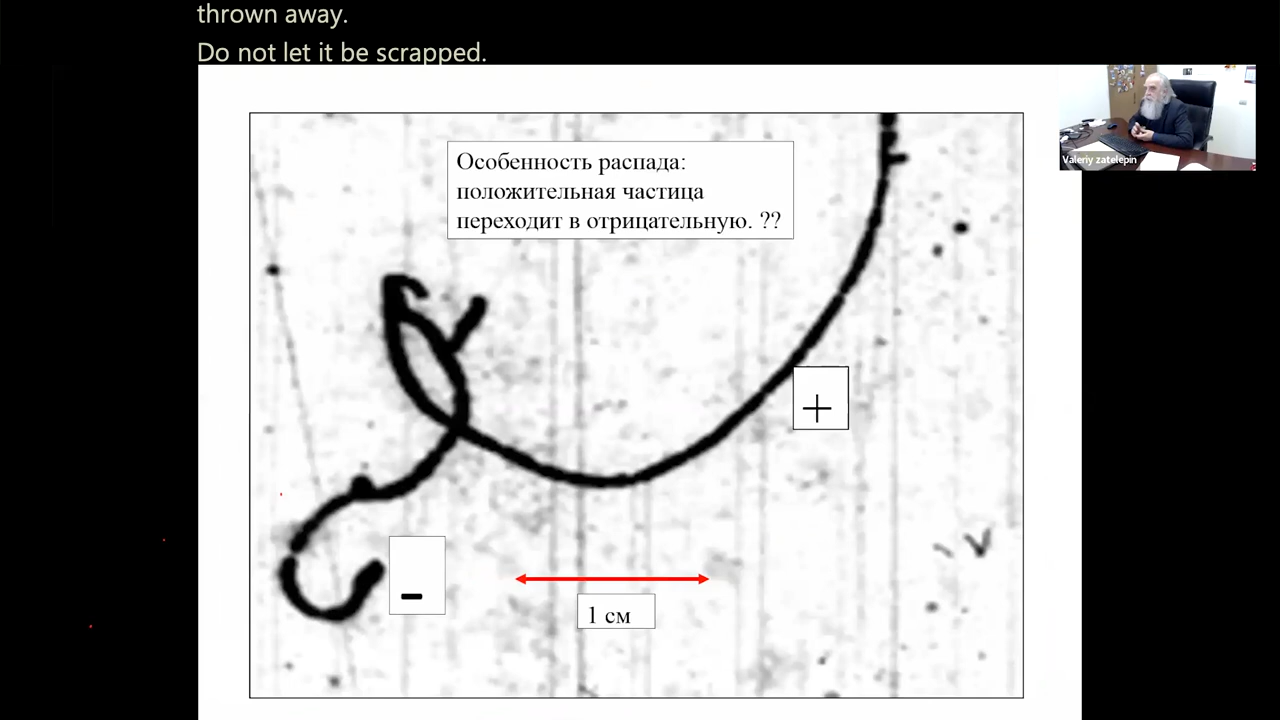 thrown away.
Do not let it be scrapped.
Особенность распада:
положительная частица
переходит в отрицательную. ??
+
-
1 см
Valeriy zatelepin